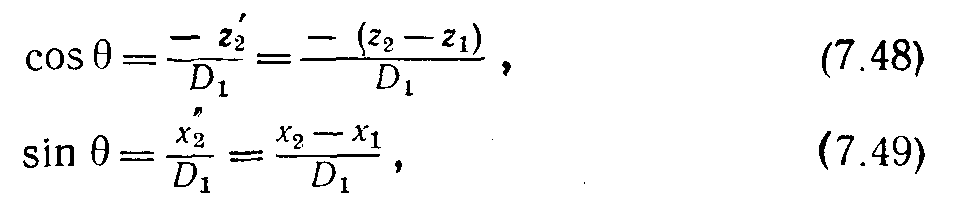 cos θ = − z₂′ / D₁ = − (z₂ − z₁) / D₁ , (7.48)
sin θ = x₂″ / D₁ = x₂ − x₁ / D₁ , (7.49)